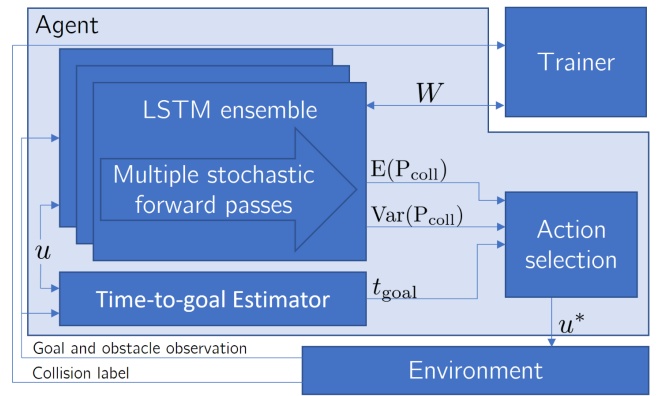 Agent
Trainer
LSTM ensemble
W
Multiple stochastic
forward passes
E(P_coll)
Var(P_coll)
Action
selection
u
Time-to-goal Estimator
t_goal
u*
Goal and obstacle observation
Collision label
Environment